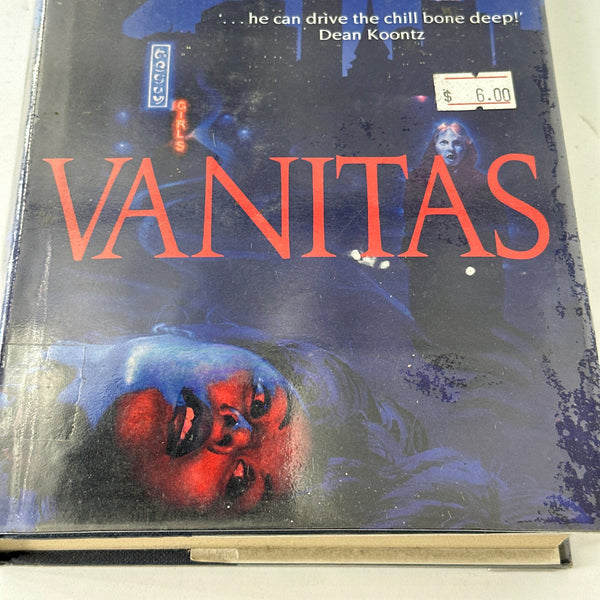 '. . . he can drive the chill bone deep!'
Dean Koontz
$ 6.00
GIRLS
VANITAS